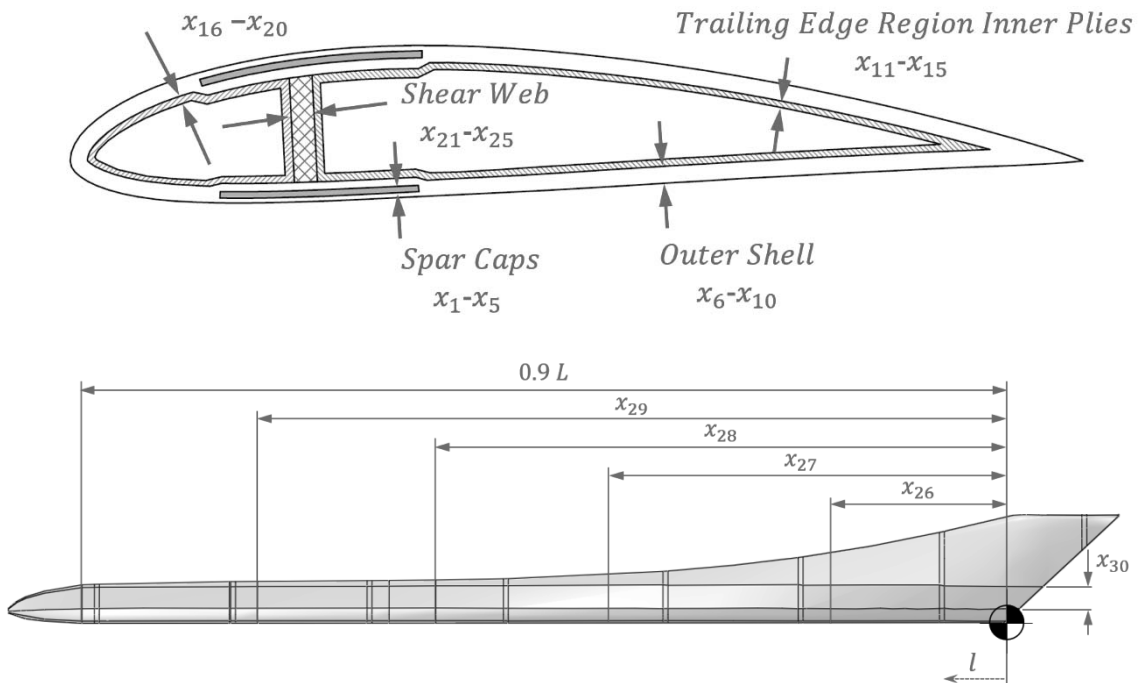 x₁₆ –x₂₀
Trailing Edge Region Inner Plies
x₁₁-x₁₅
Shear Web
x₂₁-x₂₅
Spar Caps
x₁-x₅
Outer Shell
x₆-x₁₀
0.9 L
x₂₉
x₂₈
x₂₇
x₂₆
x₃₀
l